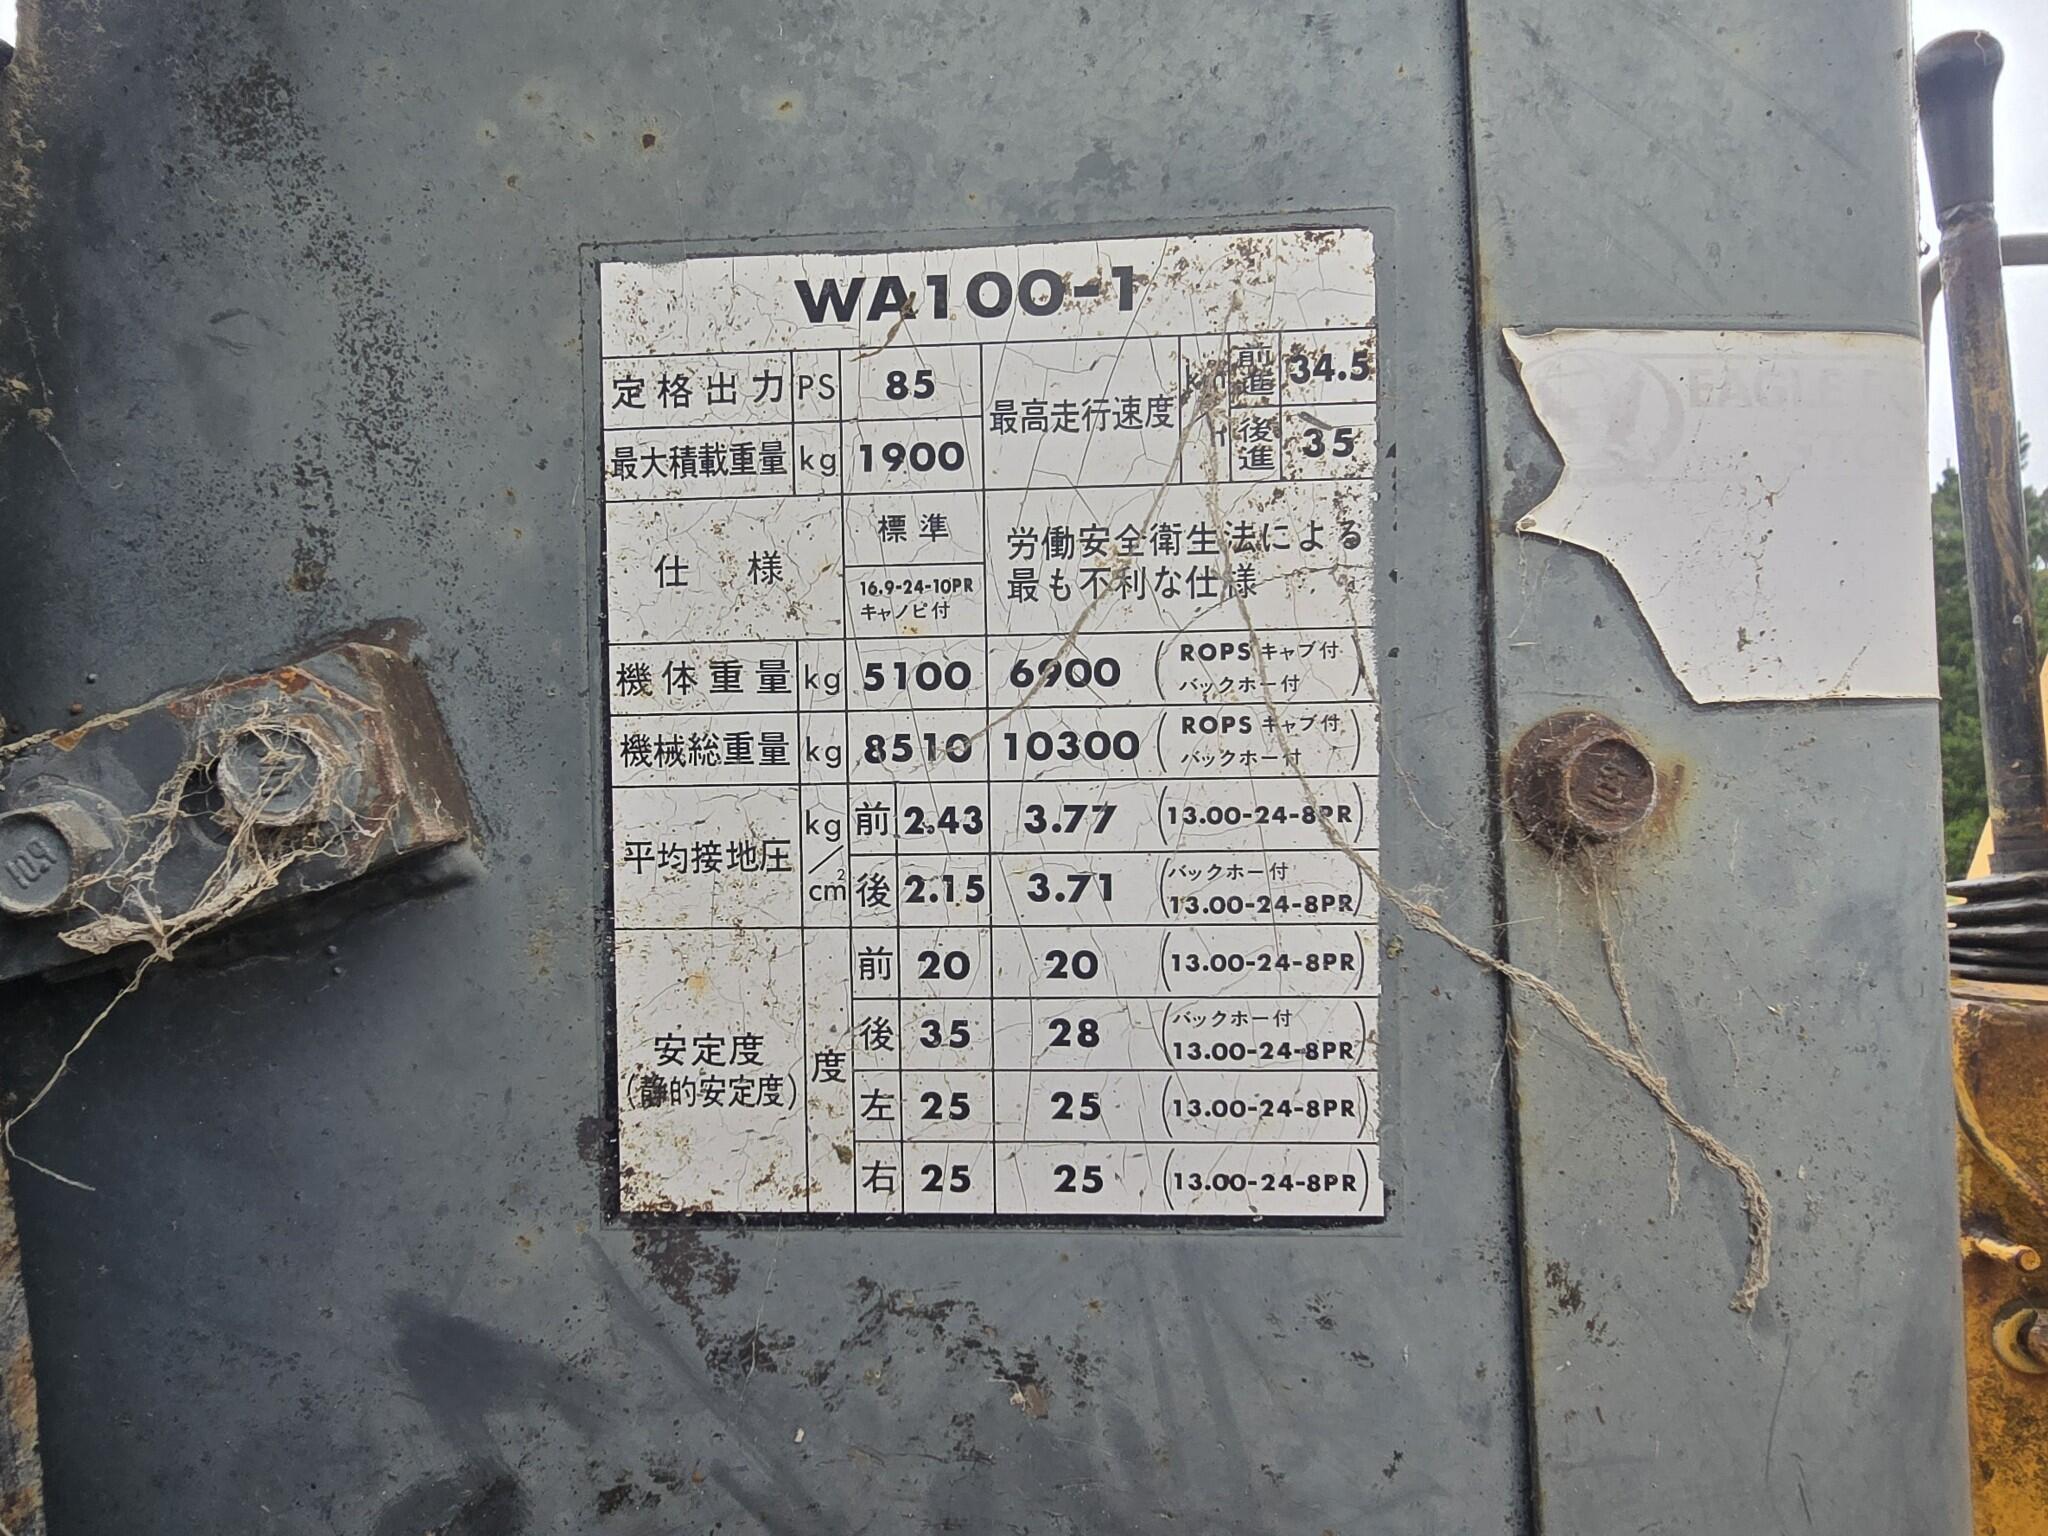 WA100-1
定格出力 PS 85 最高走行速度 km/H 前進 34.5
最大積載重量 kg 1900 後進 35
仕様 標準 労働安全衛生法による
16.9-24-10PR 最も不利な仕様
キャノピ付
機体重量 kg 5100 6900 (ROPS キャブ付
バックホー付)
機械総重量 kg 8510 10300 (ROPS キャブ付
バックホー付)
平均接地圧 kg/cm² 前 2.43 3.77 (13.00-24-8PR)
後 2.15 3.71 (バックホー付
13.00-24-8PR)
安定度 度 前 20 20 (13.00-24-8PR)
(静的安定度) 後 35 28 (バックホー付
13.00-24-8PR)
左 25 25 (13.00-24-8PR)
右 25 25 (13.00-24-8PR)
10.9